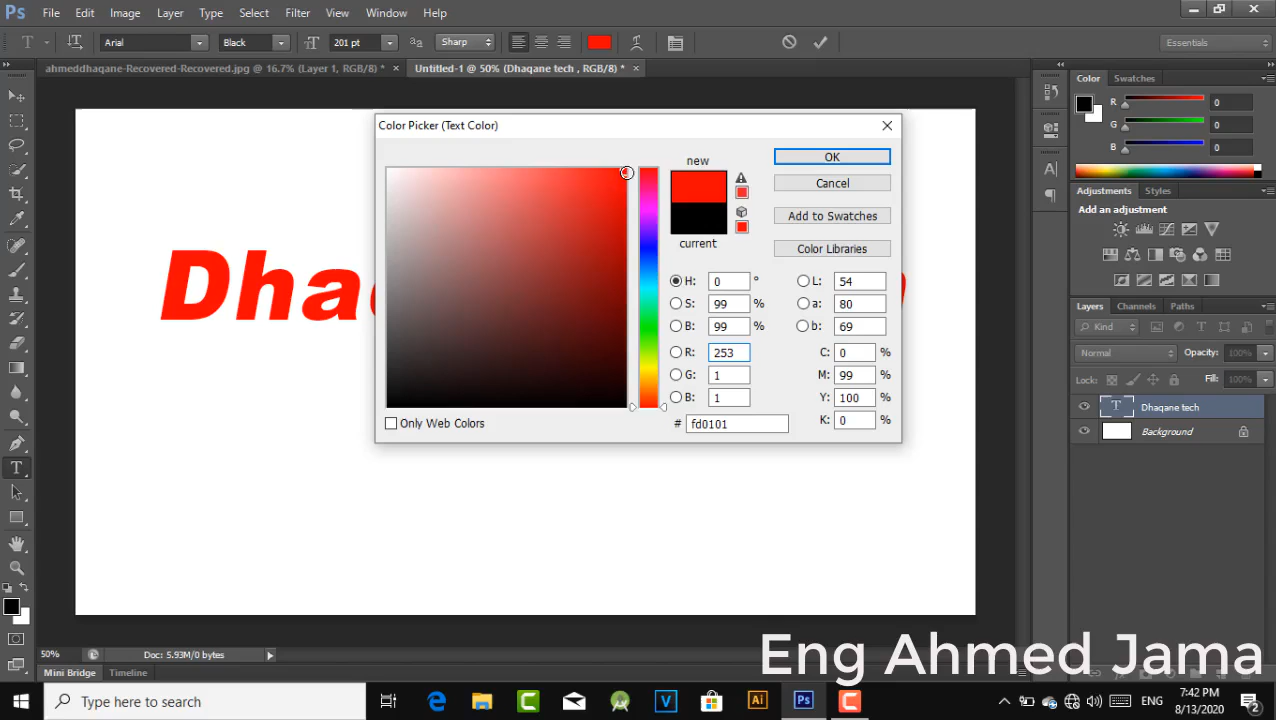 Ps File Edit Image Layer Type Select Filter View Window Help
T Arial Black 201 pt Sharp Essentials
ahmeddhaqane-Recovered-Recovered.jpg @ 16.7% (Layer 1, RGB/8) * × Untitled-1 @ 50% (Dhaqane tech , RGB/8) * ×
Color Swatches
R 0
G 0
B 0
Adjustments Styles
Add an adjustment
Color Picker (Text Color)
new
current
OK
Cancel
Add to Swatches
Color Libraries
H: 0 °
S: 99 %
B: 99 %
R: 253
G: 1
B: 1
# fd0101
L: 54
a: 80
b: 69
C: 0 %
M: 99 %
Y: 100 %
K: 0 %
Only Web Colors
Dha
Layers Channels Paths
Kind
Normal Opacity: 100%
Lock: Fill: 100%
T Dhaqane tech
Background
50% Doc: 5.93M/0 bytes
Mini Bridge Timeline
Eng Ahmed Jama
Type here to search
Ai Ps
ENG 7:42 PM
8/13/2020
2